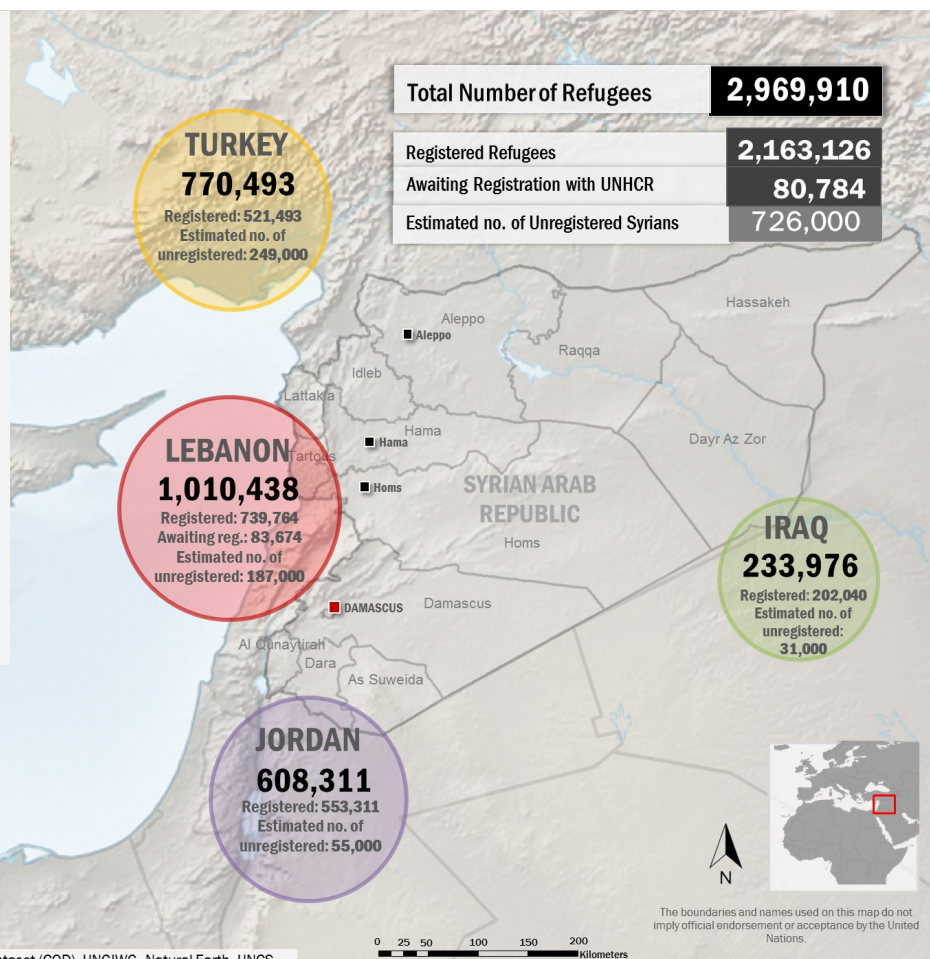 Total Number of Refugees 2,969,910
Registered Refugees 2,163,126
Awaiting Registration with UNHCR 80,784
Estimated no. of Unregistered Syrians 726,000
TURKEY
770,493
Registered: 521,493
Estimated no. of
unregistered: 249,000
Hassakeh
Aleppo
Aleppo
Raqqa
Idleb
Lattakia
Hama
Hama
Dayr Az Zor
LEBANON
1,010,438
Registered: 739,764
Awaiting reg.: 83,674
Estimated no. of
unregistered: 187,000
Tartous
Homs
SYRIAN ARAB
REPUBLIC
Homs
IRAQ
233,976
Registered: 202,040
Estimated no. of
unregistered:
31,000
DAMASCUS
Damascus
Al Qunaytirah
Dara
As Suweida
JORDAN
608,311
Registered: 553,311
Estimated no. of
unregistered: 55,000
N
The boundaries and names used on this map do not
imply official endorsement or acceptance by the United
Nations.
0 25 50 100 150 200
Kilometers
(COD), UNGIWG, Natural Earth, UNCS